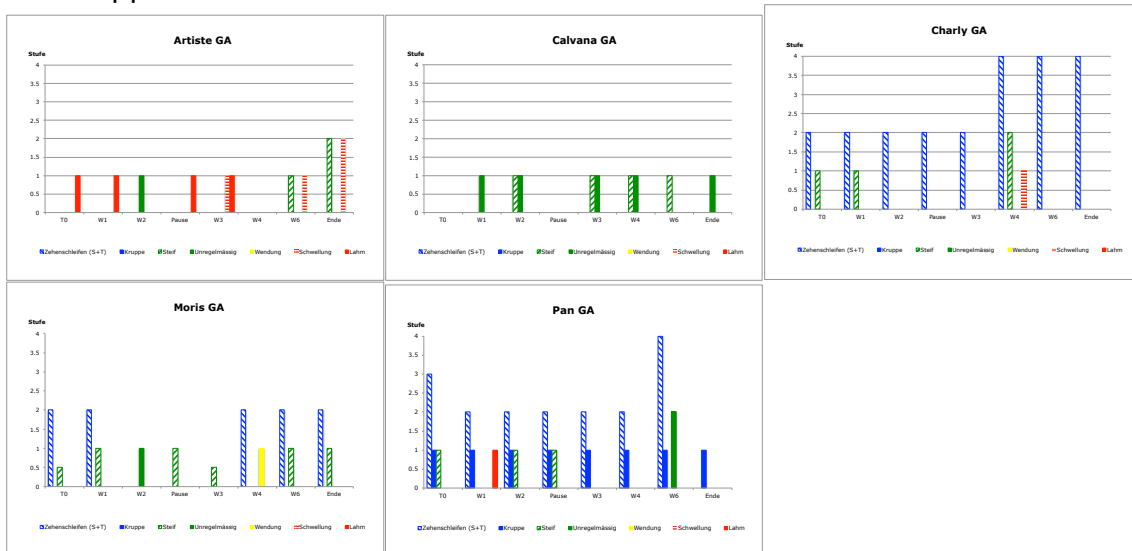 Artiste GA
Stufe
4
3.5
3
2.5
2
1.5
1
0.5
0
T0 W1 W2 Pause W3 W4 W6 Ende
Zehenschleifen (S+T) Kruppe Steif Unregelmässig Wendung Schwellung Lahm
Calvana GA
Stufe
4
3.5
3
2.5
2
1.5
1
0.5
0
T0 W1 W2 Pause W3 W4 W6 Ende
Zehenschleifen (S+T) Kruppe Steif Unregelmässig Wendung Schwellung Lahm
Charly GA
Stufe
4
3.5
3
2.5
2
1.5
1
0.5
0
T0 W1 W2 Pause W3 W4 W6 Ende
Zehenschleifen (S+T) Kruppe Steif Unregelmässig Wendung Schwellung Lahm
Moris GA
Stufe
4
3.5
3
2.5
2
1.5
1
0.5
0
T0 W1 W2 Pause W3 W4 W6 Ende
Zehenschleifen (S+T) Kruppe Steif Unregelmässig Wendung Schwellung Lahm
Pan GA
Stufe
4
3.5
3
2.5
2
1.5
1
0.5
0
T0 W1 W2 Pause W3 W4 W6 Ende
Zehenschleifen (S+T) Kruppe Steif Unregelmässig Wendung Schwellung Lahm